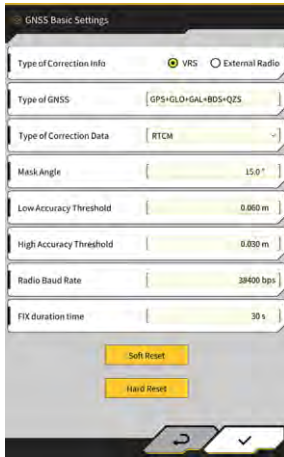 GNSS Basic Settings
Type of Correction Info VRS External Radio
Type of GNSS GPS+GLO+GAL+BDS+QZS
Type of Correction Data RTCM
Mask Angle 15.0 °
Low Accuracy Threshold 0.060 m
High Accuracy Threshold 0.030 m
Radio Baud Rate 38400 bps
FIX duration time 30 s
Soft Reset
Hard Reset